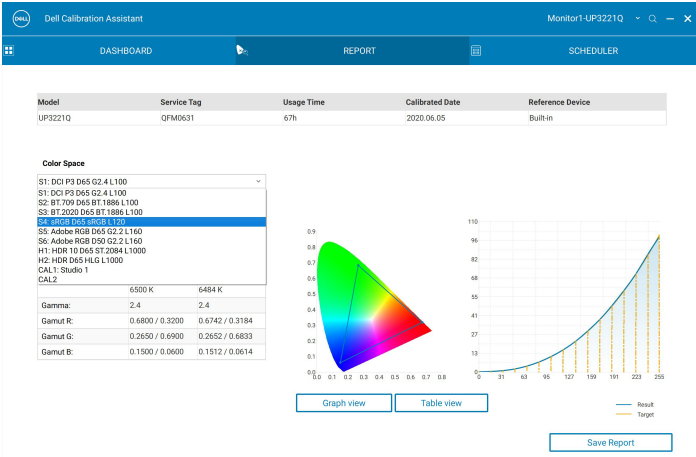 DELL Dell Calibration Assistant Monitor1-UP3221Q
DASHBOARD REPORT SCHEDULER
Model Service Tag Usage Time Calibrated Date Reference Device
UP3221Q QFM0631 67h 2020.06.05 Built-in
Color Space
S1: DCI P3 D65 G2.4 L100
S1: DCI P3 D65 G2.4 L100
S2: BT.709 D65 BT.1886 L100
S3: BT.2020 D65 BT.1886 L100
S4: sRGB D65 sRGB L120
S5: Adobe RGB D65 G2.2 L160
S6: Adobe RGB D50 G2.2 L160
H1: HDR 10 D65 ST.2084 L1000
H2: HDR D65 HLG L1000
CAL1: Studio 1
CAL2
6500 K 6484 K
Gamma: 2.4 2.4
Gamut R: 0.6800 / 0.3200 0.6742 / 0.3184
Gamut G: 0.2650 / 0.6900 0.2652 / 0.6833
Gamut B: 0.1500 / 0.0600 0.1512 / 0.0614
0.9
0.8
0.7
0.6
0.5
0.4
0.3
0.2
0.1
0.0
0.0 0.1 0.2 0.3 0.4 0.5 0.6 0.7 0.8
110
96
82
68
55
41
27
13
0 31 63 95 127 159 191 223 255
Result
Target
Graph view Table view
Save Report